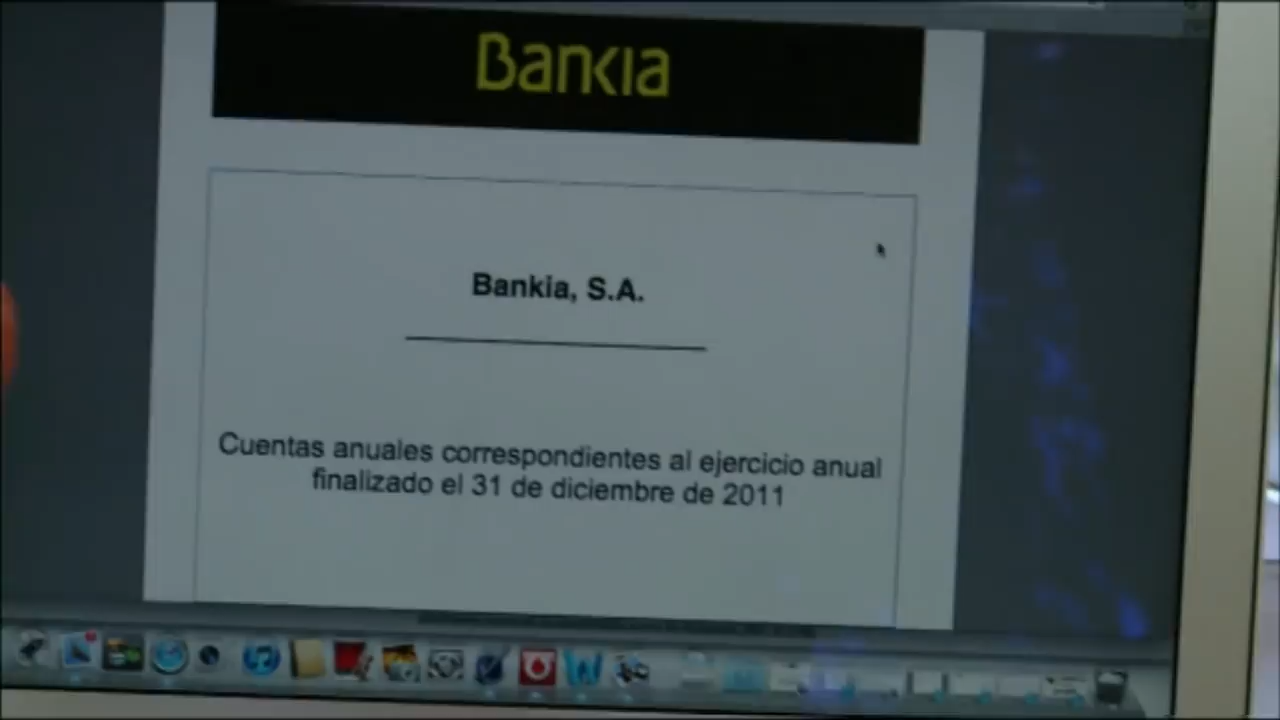 Bankia
Bankia, S.A.
Cuentas anuales correspondientes al ejercicio anual
finalizado el 31 de diciembre de 2011